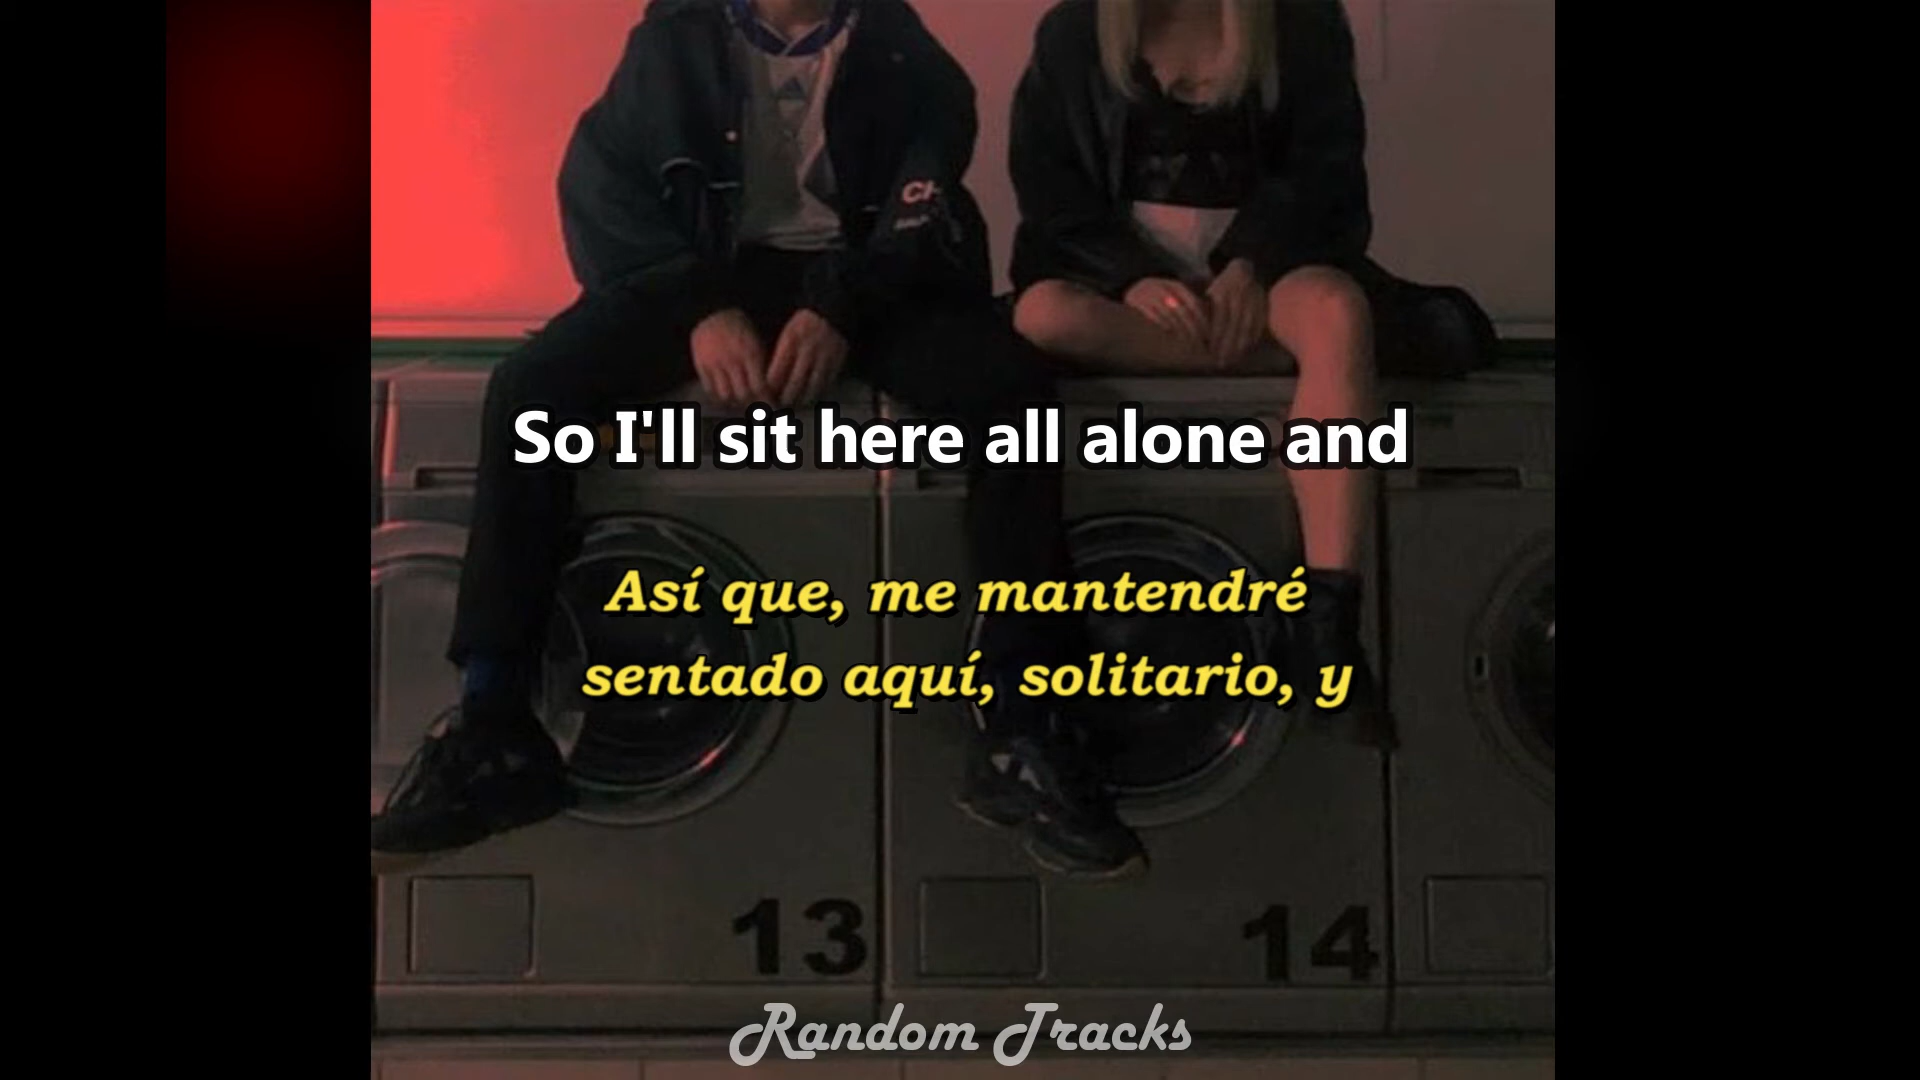 So I'll sit here all alone and
Así que, me mantendré
sentado aquí, solitario, y
13
14
Random Tracks